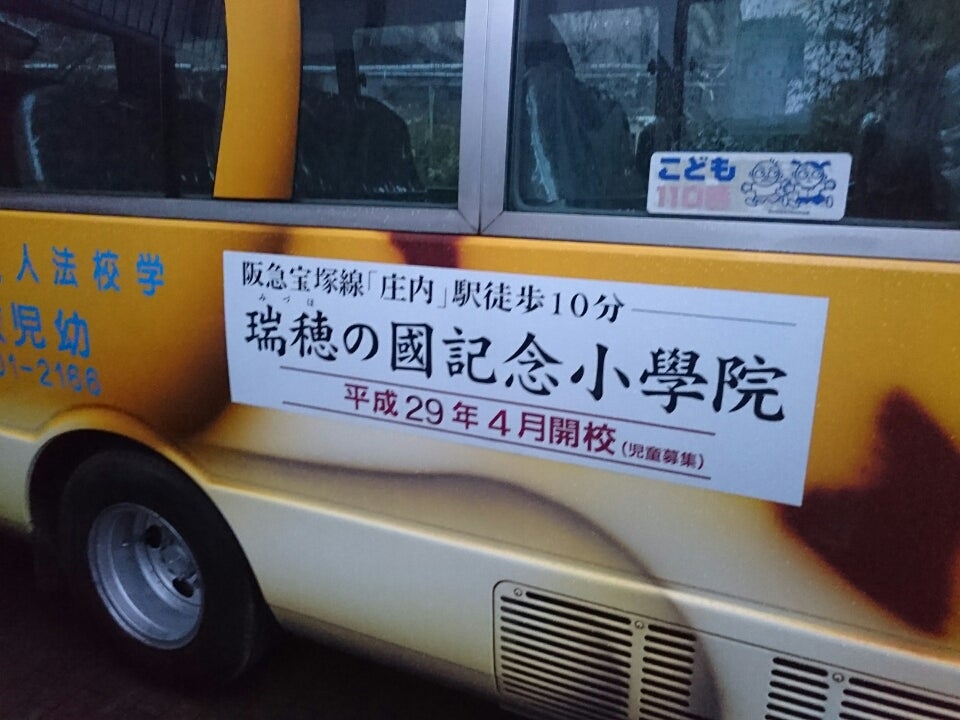 こども
110番
人法校学
児幼
91-2166
阪急宝塚線「庄内」駅徒歩10分
みづほ
瑞穂の國記念小學院
平成29年4月開校(児童募集)